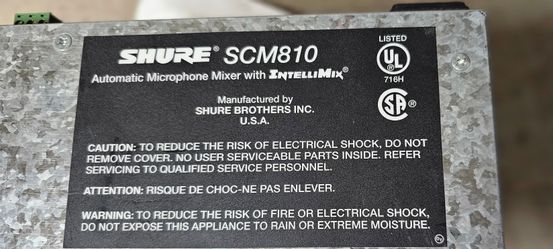 SHURE® SCM810
Automatic Microphone Mixer with INTELLIMIX®
LISTED
UL
716H
SA
Manufactured by
SHURE BROTHERS INC.
U.S.A.
CAUTION: TO REDUCE THE RISK OF ELECTRICAL SHOCK, DO NOT
REMOVE COVER. NO USER SERVICEABLE PARTS INSIDE. REFER
SERVICING TO QUALIFIED SERVICE PERSONNEL.
ATTENTION: RISQUE DE CHOC-NE PAS ENLEVER.
WARNING: TO REDUCE THE RISK OF FIRE OR ELECTRICAL SHOCK,
DO NOT EXPOSE THIS APPLIANCE TO RAIN OR EXTREME MOISTURE.